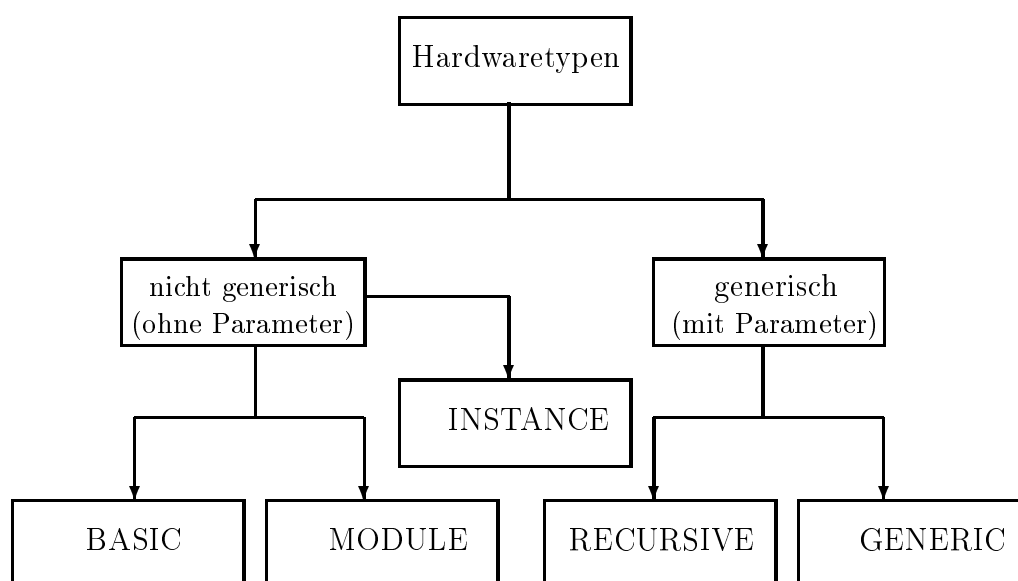 Hardwaretypen
nicht generisch
(ohne Parameter)
generisch
(mit Parameter)
INSTANCE
BASIC
MODULE
RECURSIVE
GENERIC